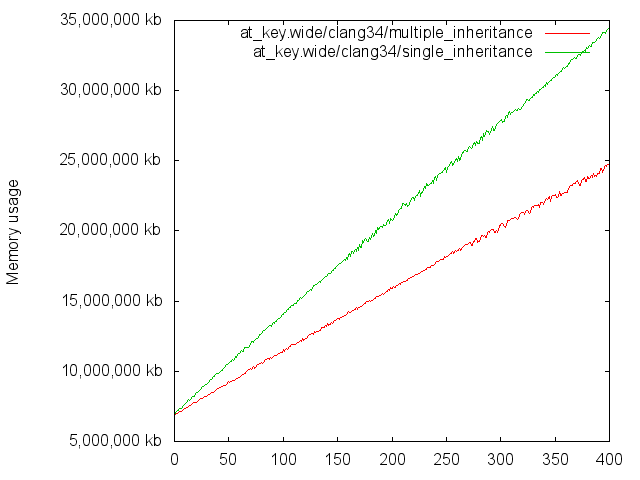 35,000,000 kb
at_key.wide/clang34/multiple_inheritance
at_key.wide/clang34/single_inheritance
30,000,000 kb
25,000,000 kb
Memory usage
20,000,000 kb
15,000,000 kb
10,000,000 kb
5,000,000 kb
0 50 100 150 200 250 300 350 400